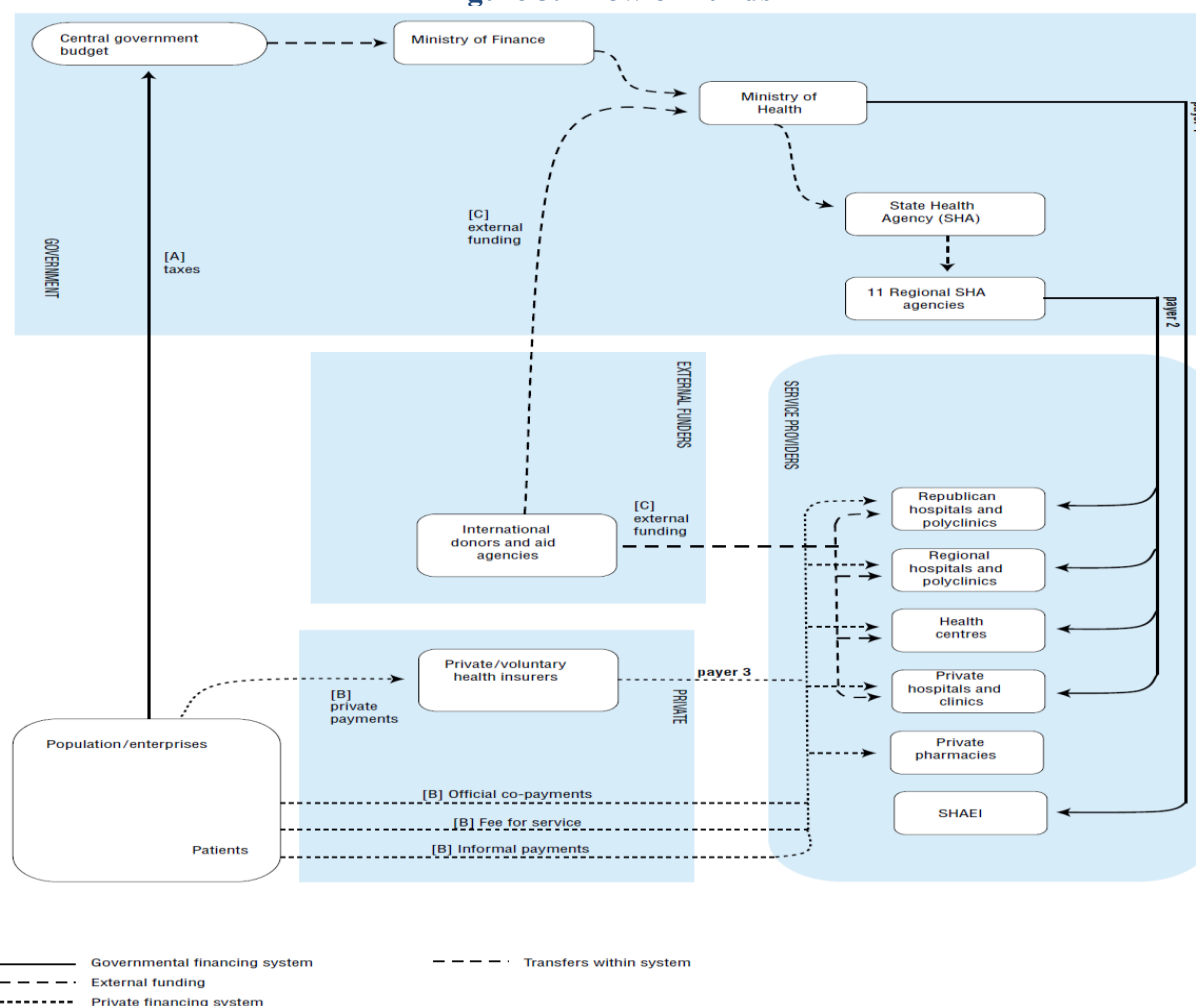 Central government
budget
Ministry of Finance
Ministry of
Health
payer 1
[C]
external
funding
State Health
Agency (SHA)
GOVERNMENT
[A]
taxes
11 Regional SHA
agencies
payer 2
EXTERNAL FUNDERS
SERVICE PROVIDERS
Republican
hospitals and
polyclinics
[C]
external
funding
International
donors and aid
agencies
Regional
hospitals and
polyclinics
Health
centres
Private/voluntary
health insurers
payer 3
[B]
private
payments
PRIVATE
Private
hospitals and
clinics
Population/enterprises
Private
pharmacies
[B] Official co-payments
SHAEI
[B] Fee for service
[B] Informal payments
Patients
Governmental financing system
Transfers within system
External funding
Private financing system